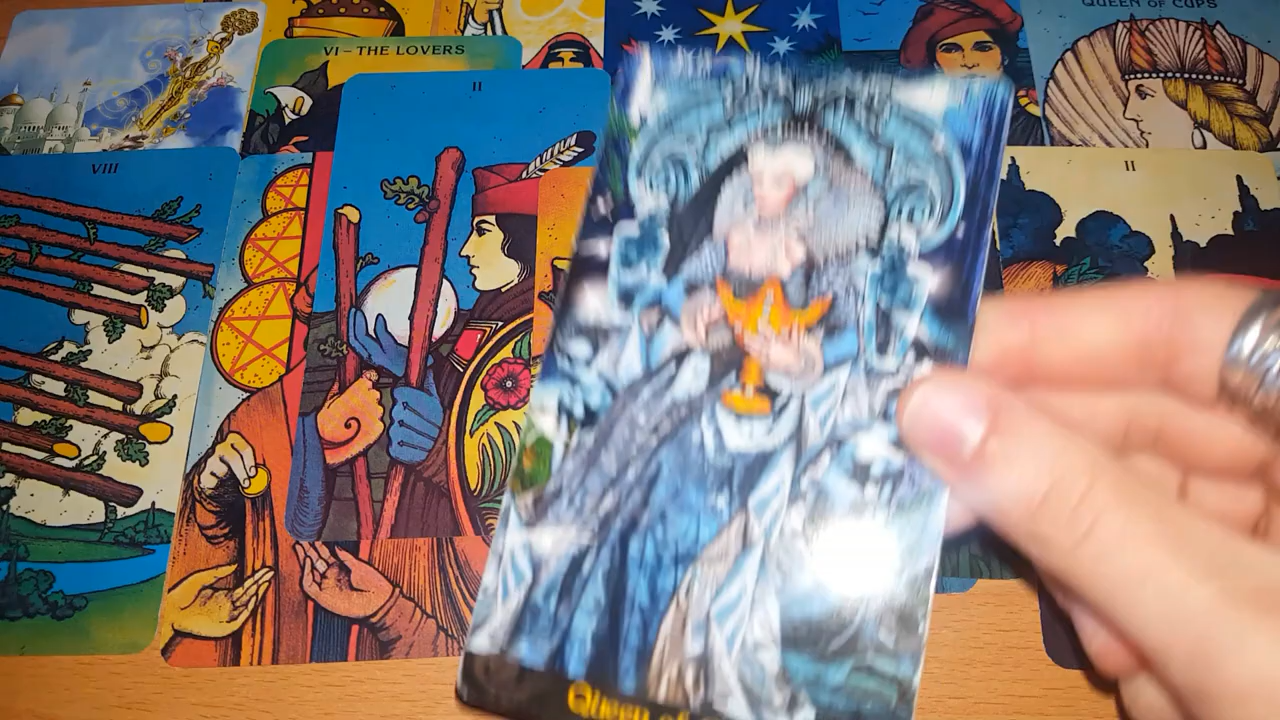 QUEEN OF CUPS
VI – THE LOVERS
II
VIII
II
Queen of